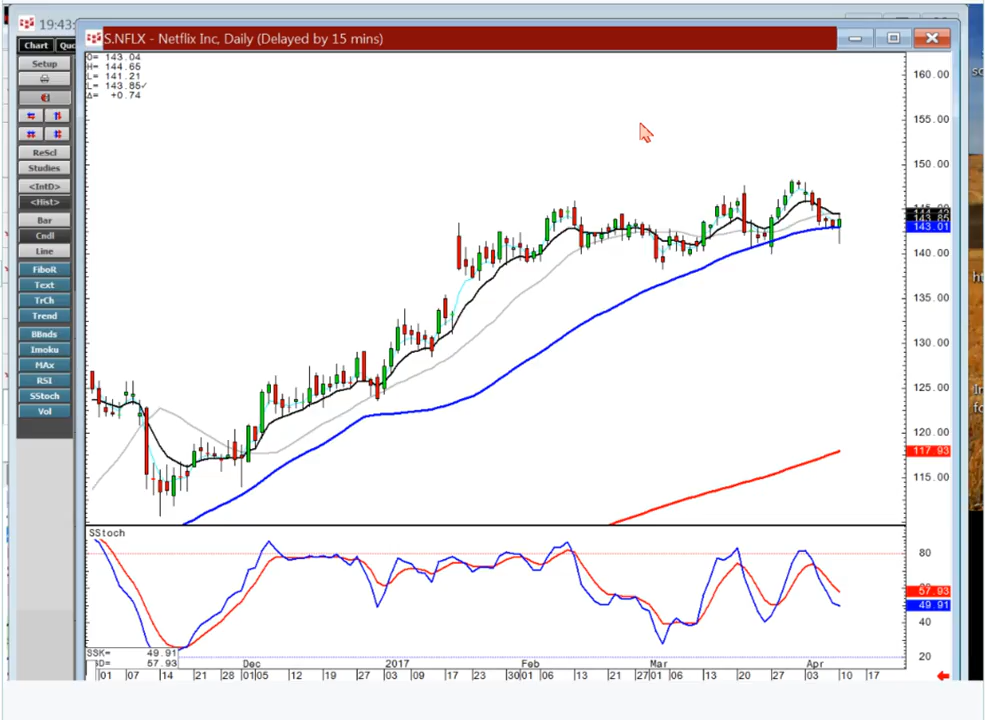 19:43:
S.NFLX - Netflix Inc, Daily (Delayed by 15 mins)
Chart Quo
Setup
ReScl
Studies
<IntD>
<Hist>
Bar
Cndl
Line
FiboR
Text
TrCh
Trend
BBnds
Imoku
MAx
RSI
SStoch
Vol
O= 143.04
H= 144.65
L= 141.21
L= 143.85✓
Δ= +0.74
160.00
155.00
150.00
143.01
140.00
135.00
130.00
125.00
120.00
117.93
115.00
SStoch
80
57.93
49.91
40
20
SSK= 49.91
SD= 57.93
Dec 2017 Feb Mar Apr
01 07 14 21 28 01 05 12 19 27 03 09 17 23 30 01 06 13 21 27 01 06 13 20 27 03 10 17